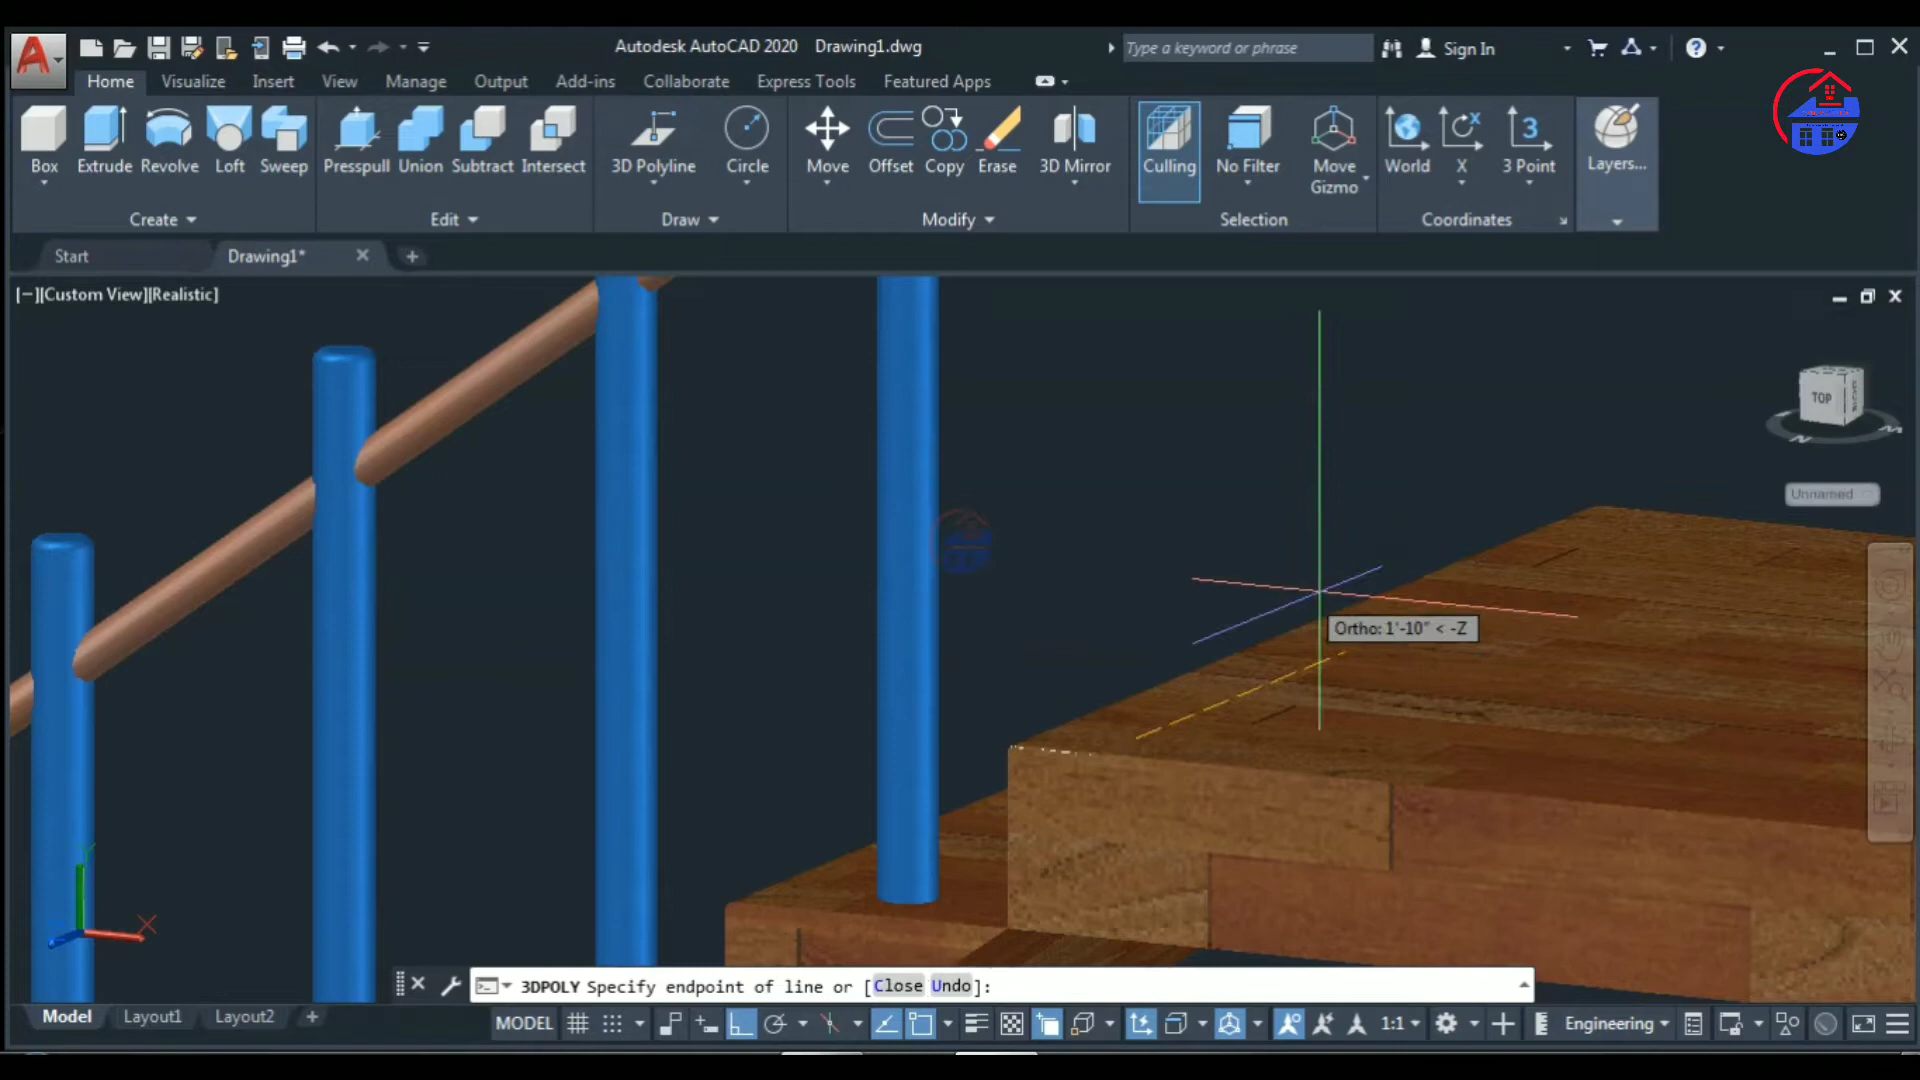 Autodesk AutoCAD 2020 Drawing1.dwg
Type a keyword or phrase
Sign In
Home Visualize Insert View Manage Output Add-ins Collaborate Express Tools Featured Apps
Box Extrude Revolve Loft Sweep Presspull Union Subtract Intersect 3D Polyline Circle Move Offset Copy Erase 3D Mirror Culling No Filter Move Gizmo World X 3 Point Layers...
Create Edit Draw Modify Selection Coordinates
Start Drawing1*
[−][Custom View][Realistic]
TOP
N
Unnamed
Ortho: 1'-10" < -Z
X
3DPOLY Specify endpoint of line or [Close Undo]:
Model Layout1 Layout2
MODEL 1:1 Engineering